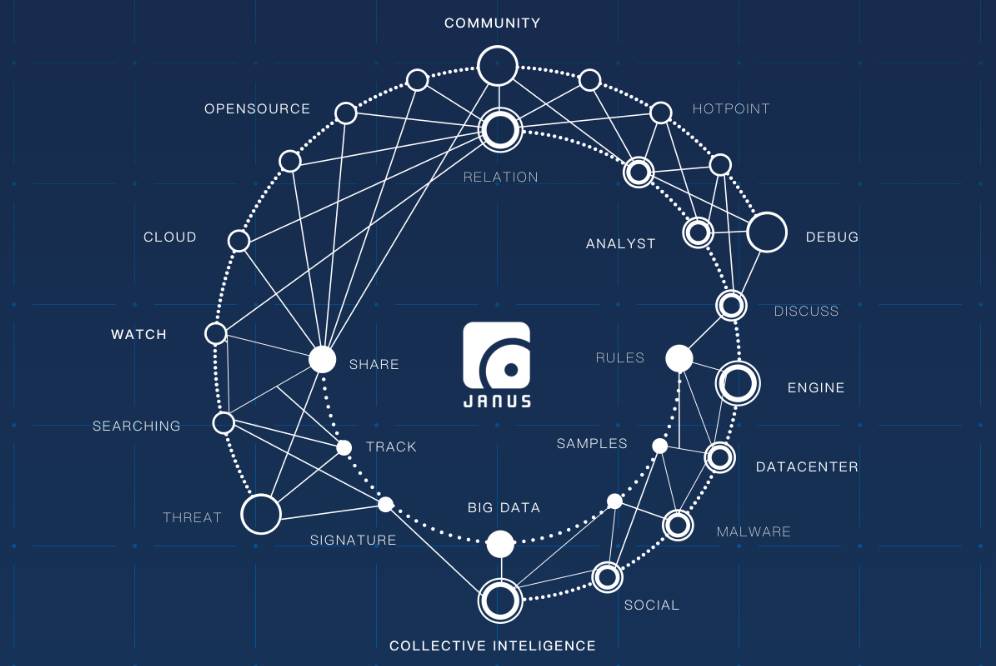 COMMUNITY
OPENSOURCE
HOTPOINT
RELATION
CLOUD
ANALYST
DEBUG
DISCUSS
WATCH
SHARE
RULES
ENGINE
JANUS
SEARCHING
TRACK
SAMPLES
DATACENTER
BIG DATA
THREAT
SIGNATURE
MALWARE
SOCIAL
COLLECTIVE INTELIGENCE